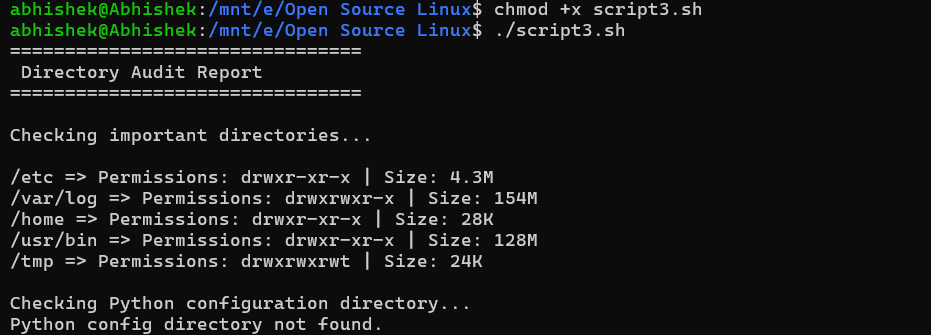 abhishek@Abhishek:/mnt/e/Open Source Linux$ chmod +x script3.sh
abhishek@Abhishek:/mnt/e/Open Source Linux$ ./script3.sh
================================
 Directory Audit Report
================================

Checking important directories...

/etc => Permissions: drwxr-xr-x | Size: 4.3M
/var/log => Permissions: drwxrwxr-x | Size: 154M
/home => Permissions: drwxr-xr-x | Size: 28K
/usr/bin => Permissions: drwxr-xr-x | Size: 128M
/tmp => Permissions: drwxrwxrwt | Size: 24K

Checking Python configuration directory...
Python config directory not found.